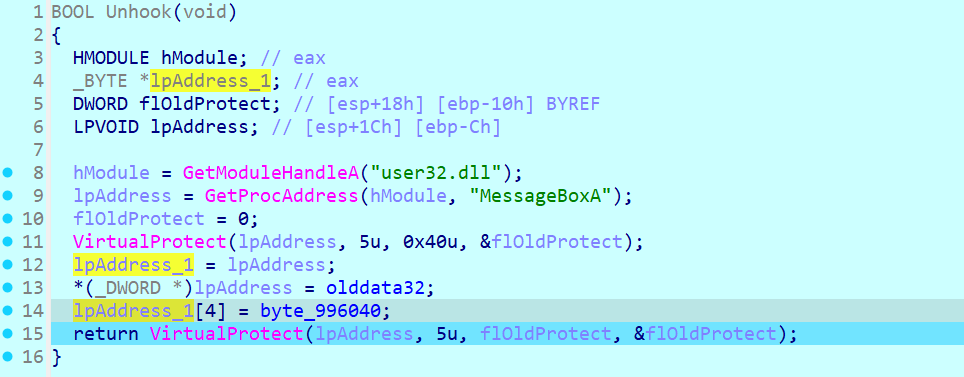 1 BOOL Unhook(void)
2 {
3   HMODULE hModule; // eax
4   _BYTE *lpAddress_1; // eax
5   DWORD flOldProtect; // [esp+18h] [ebp-10h] BYREF
6   LPVOID lpAddress; // [esp+1Ch] [ebp-Ch]
7
8   hModule = GetModuleHandleA("user32.dll");
9   lpAddress = GetProcAddress(hModule, "MessageBoxA");
10   flOldProtect = 0;
11   VirtualProtect(lpAddress, 5u, 0x40u, &flOldProtect);
12   lpAddress_1 = lpAddress;
13   *(_DWORD *)lpAddress = olddata32;
14   lpAddress_1[4] = byte_996040;
15   return VirtualProtect(lpAddress, 5u, flOldProtect, &flOldProtect);
16 }